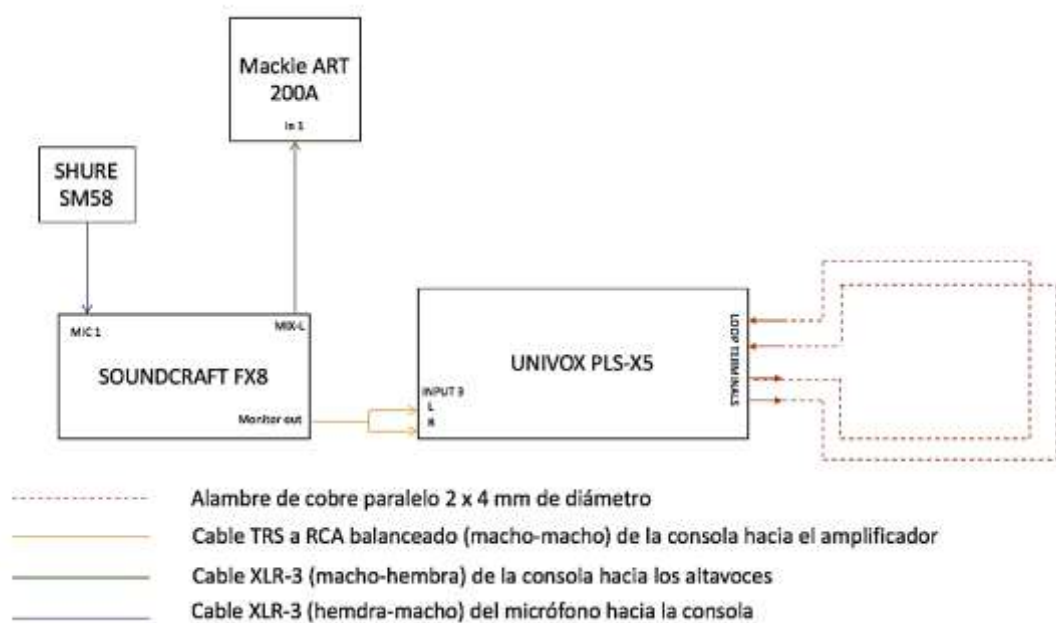 Mackie ART
200A
In 1
SHURE
SM58
MIC 1
MIX-L
SOUNDCRAFT FX8
Monitor out
INPUT 3
L
R
UNIVOX PLS-X5
LOOP TERMINALS
Alambre de cobre paralelo 2 x 4 mm de diámetro
Cable TRS a RCA balanceado (macho-macho) de la consola hacia el amplificador
Cable XLR-3 (macho-hembra) de la consola hacia los altavoces
Cable XLR-3 (hemdra-macho) del micrófono hacia la consola